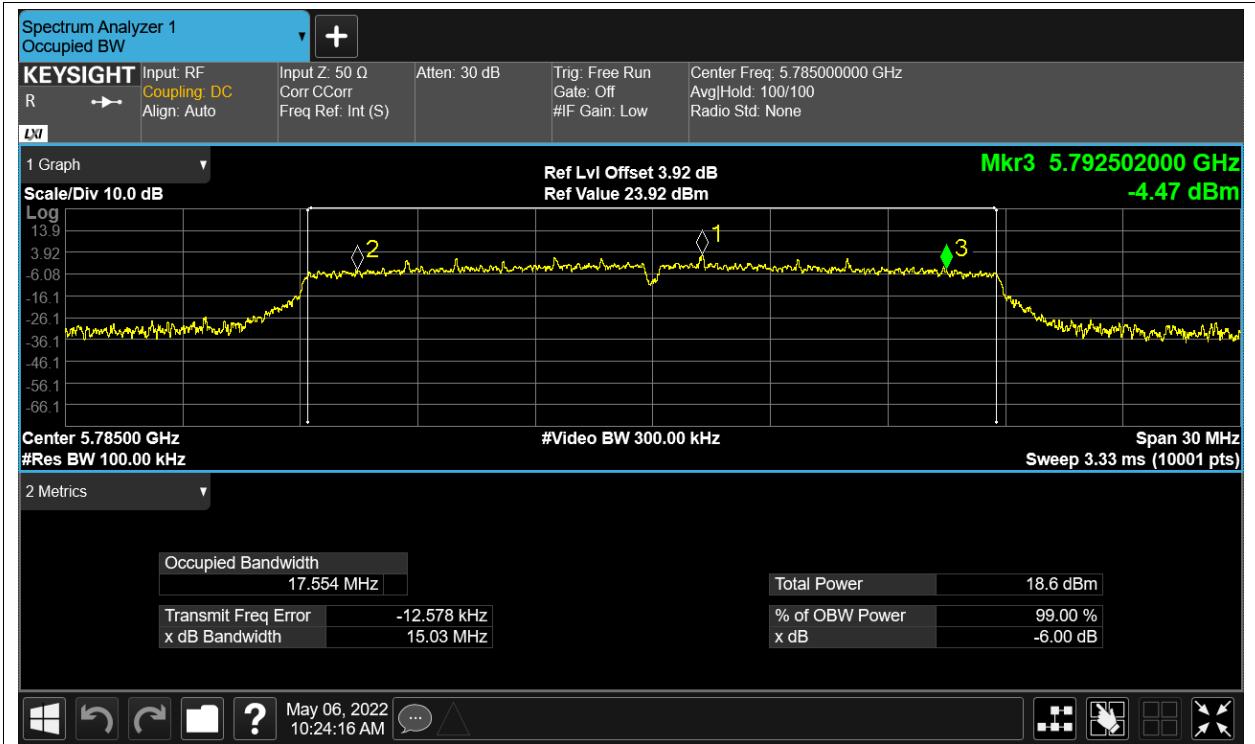 Spectrum Analyzer 1
Occupied BW
KEYSIGHT
R
LXI
Input: RF
Coupling: DC
Align: Auto
Input Z: 50 Ω
Corr CCorr
Freq Ref: Int (S)
Atten: 30 dB
Trig: Free Run
Gate: Off
#IF Gain: Low
Center Freq: 5.785000000 GHz
Avg|Hold: 100/100
Radio Std: None
1 Graph
Scale/Div 10.0 dB
Ref Lvl Offset 3.92 dB
Ref Value 23.92 dBm
Mkr3 5.792502000 GHz
-4.47 dBm
Log
13.9
3.92
-6.08
-16.1
-26.1
-36.1
-46.1
-56.1
-66.1
2
1
3
Center 5.78500 GHz
#Res BW 100.00 kHz
#Video BW 300.00 kHz
Span 30 MHz
Sweep 3.33 ms (10001 pts)
2 Metrics
Occupied Bandwidth
17.554 MHz
Transmit Freq Error -12.578 kHz
x dB Bandwidth 15.03 MHz
Total Power 18.6 dBm
% of OBW Power 99.00 %
x dB -6.00 dB
?
May 06, 2022
10:24:16 AM